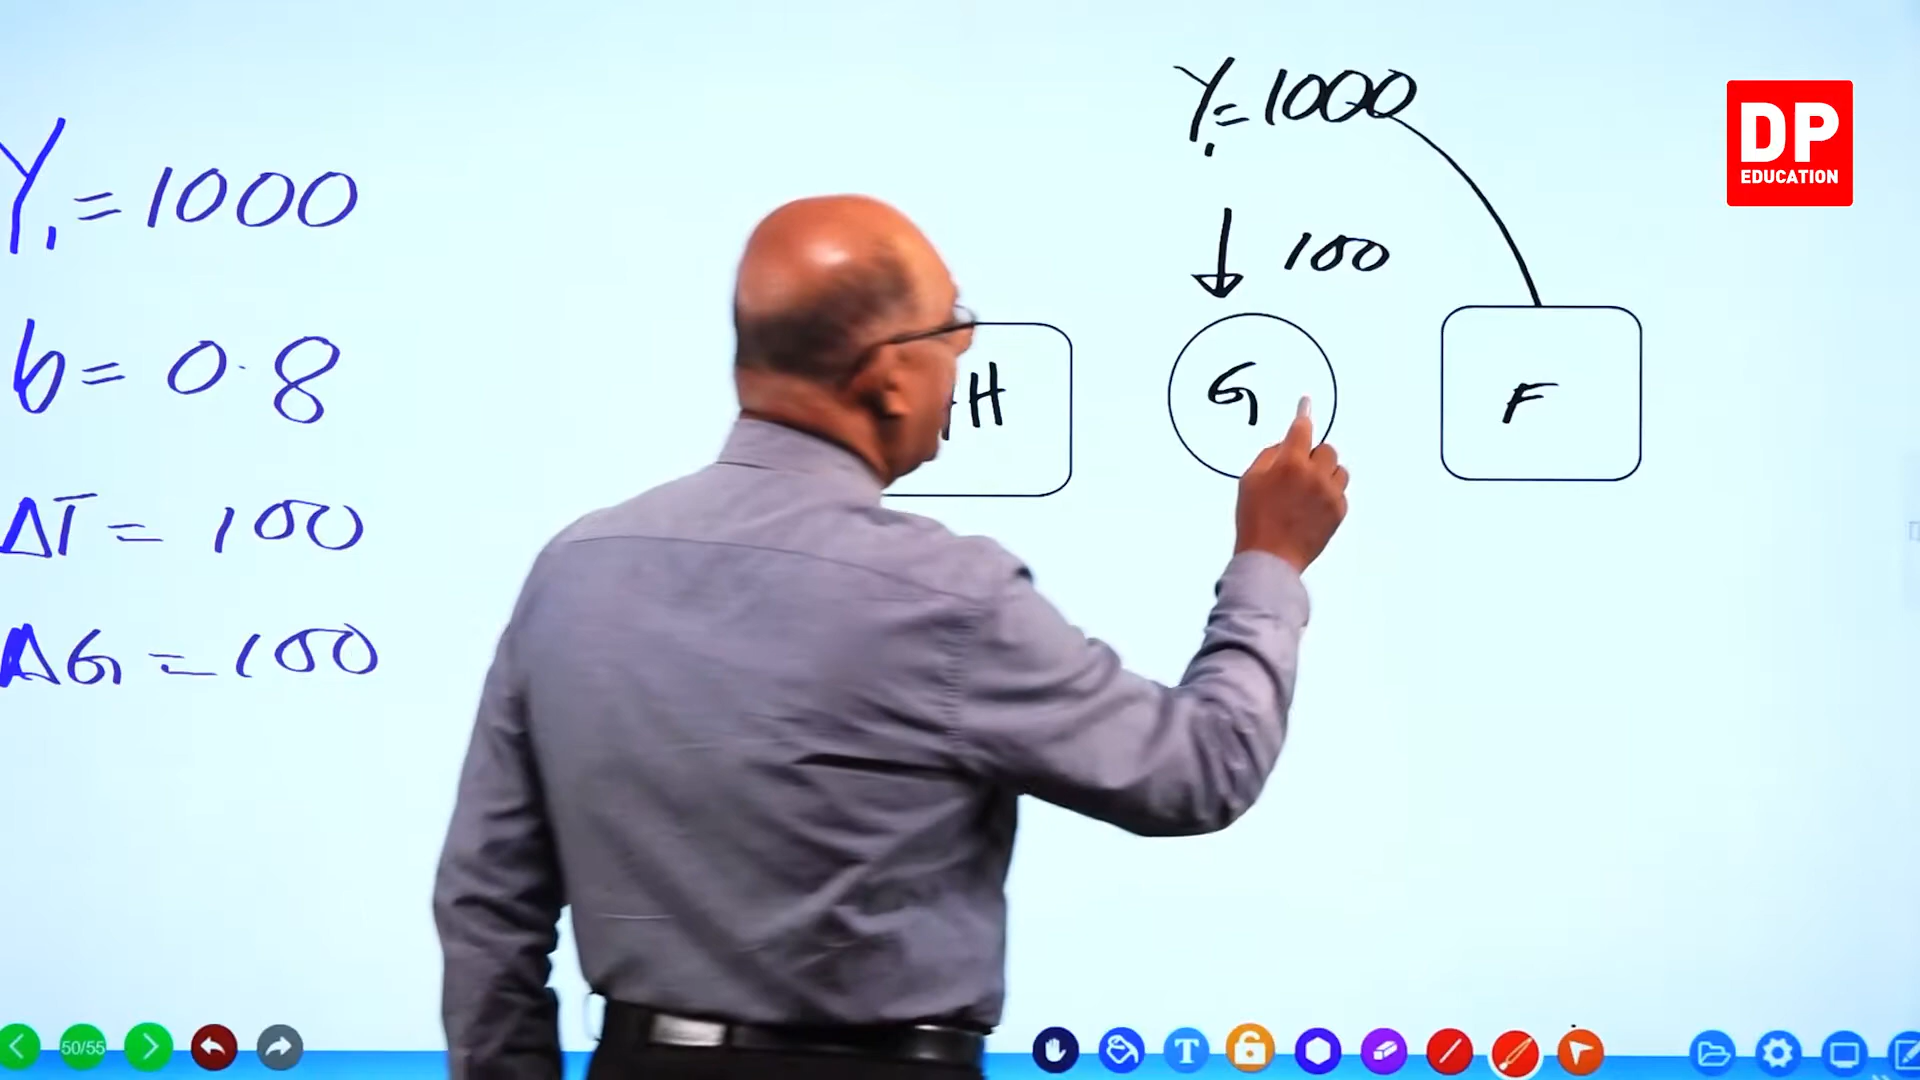 Y₁ = 1000
b = 0.8
ΔT = 100
ΔG = 100
Y₁ = 1000
100
H
G
F
DP
EDUCATION
50/55
T